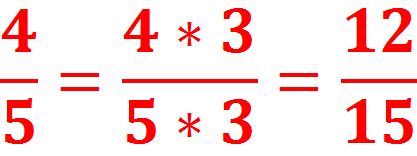 4/5 = 4 * 3/5 * 3 = 12/15